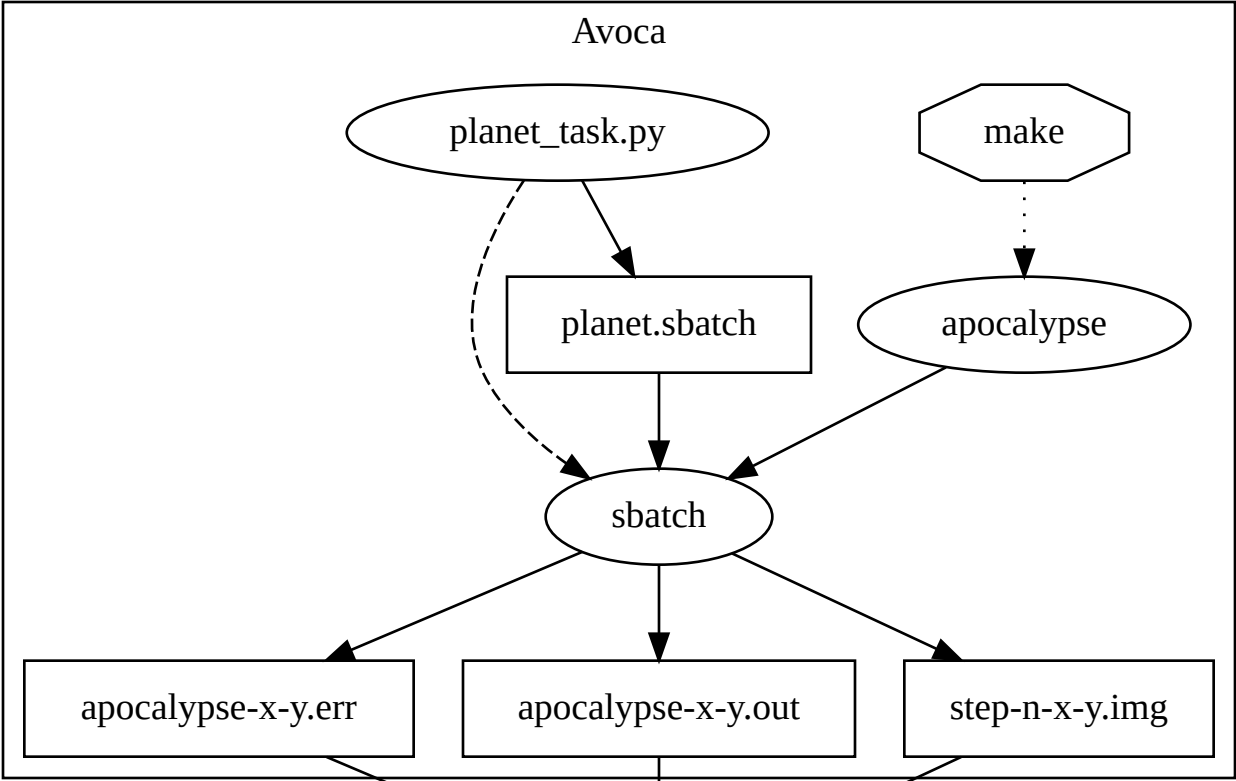 Avoca
planet_task.py
make
planet.sbatch
apocalypse
sbatch
apocalypse-x-y.err
apocalypse-x-y.out
step-n-x-y.img